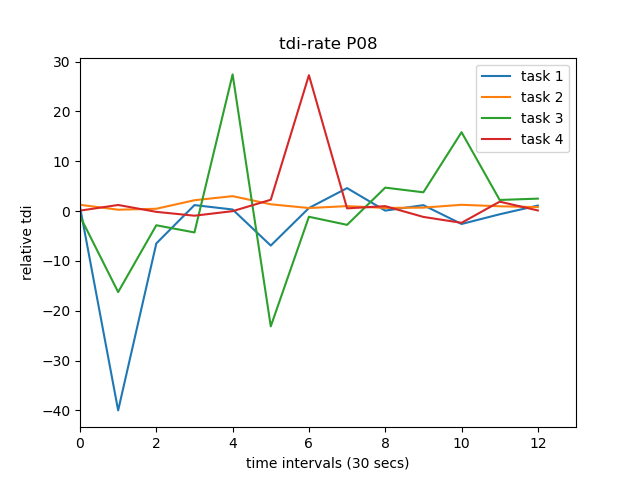 tdi-rate P08
task 1
task 2
task 3
task 4
30
20
10
0
−10
−20
−30
−40
relative tdi
0 2 4 6 8 10 12
time intervals (30 secs)